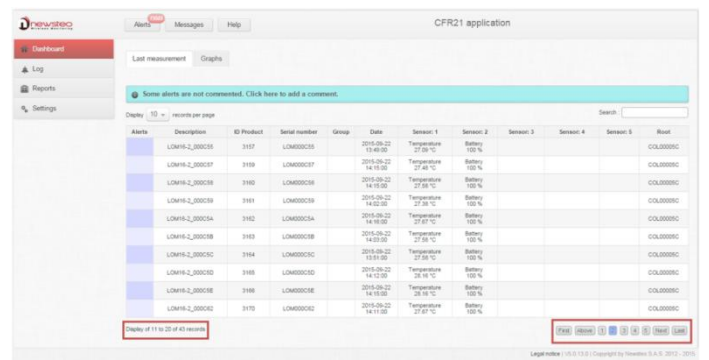 newsteo
Alerts Messages Help
CFR21 application
Dashboard
Log
Reports
Settings
Last measurement Graphs
Some alerts are not commented. Click here to add a comment.
Display 10 records per page
Search:
Alerts Description ID Product Serial number Group Date Sensor: 1 Sensor: 2 Sensor: 3 Sensor: 4 Sensor: 5 Root
LOM16-2_000C55 3157 LOM000C55 2015-09-22 13:49:00 Temperature 27.09 °C Battery 100 % COL00005C
LOM16-2_000C57 3159 LOM000C57 2015-09-22 14:15:00 Temperature 27.48 °C Battery 100 % COL00005C
LOM16-2_000C58 3160 LOM000C58 2015-09-22 14:15:00 Temperature 27.58 °C Battery 100 % COL00005C
LOM16-2_000C59 3161 LOM000C59 2015-09-22 14:02:00 Temperature 27.38 °C Battery 100 % COL00005C
LOM16-2_000C5A 3162 LOM000C5A 2015-09-22 14:16:00 Temperature 27.67 °C Battery 100 % COL00005C
LOM16-2_000C5B 3163 LOM000C5B 2015-09-22 14:03:00 Temperature 27.58 °C Battery 100 % COL00005C
LOM16-2_000C5C 3164 LOM000C5C 2015-09-22 13:51:00 Temperature 27.58 °C Battery 100 % COL00005C
LOM16-2_000C5D 3165 LOM000C5D 2015-09-22 14:12:00 Temperature 28.16 °C Battery 100 % COL00005C
LOM16-2_000C5E 3166 LOM000C5E 2015-09-22 14:15:00 Temperature 28.16 °C Battery 100 % COL00005C
LOM16-2_000C62 3170 LOM000C62 2015-09-22 14:11:00 Temperature 27.87 °C Battery 100 % COL00005C
Display of 11 to 20 of 43 records
First Above 1 2 3 4 5 Next Last
Legal notice | V5.0.13.0 | Copyright by Newsteo S.A.S. 2012 - 2015.